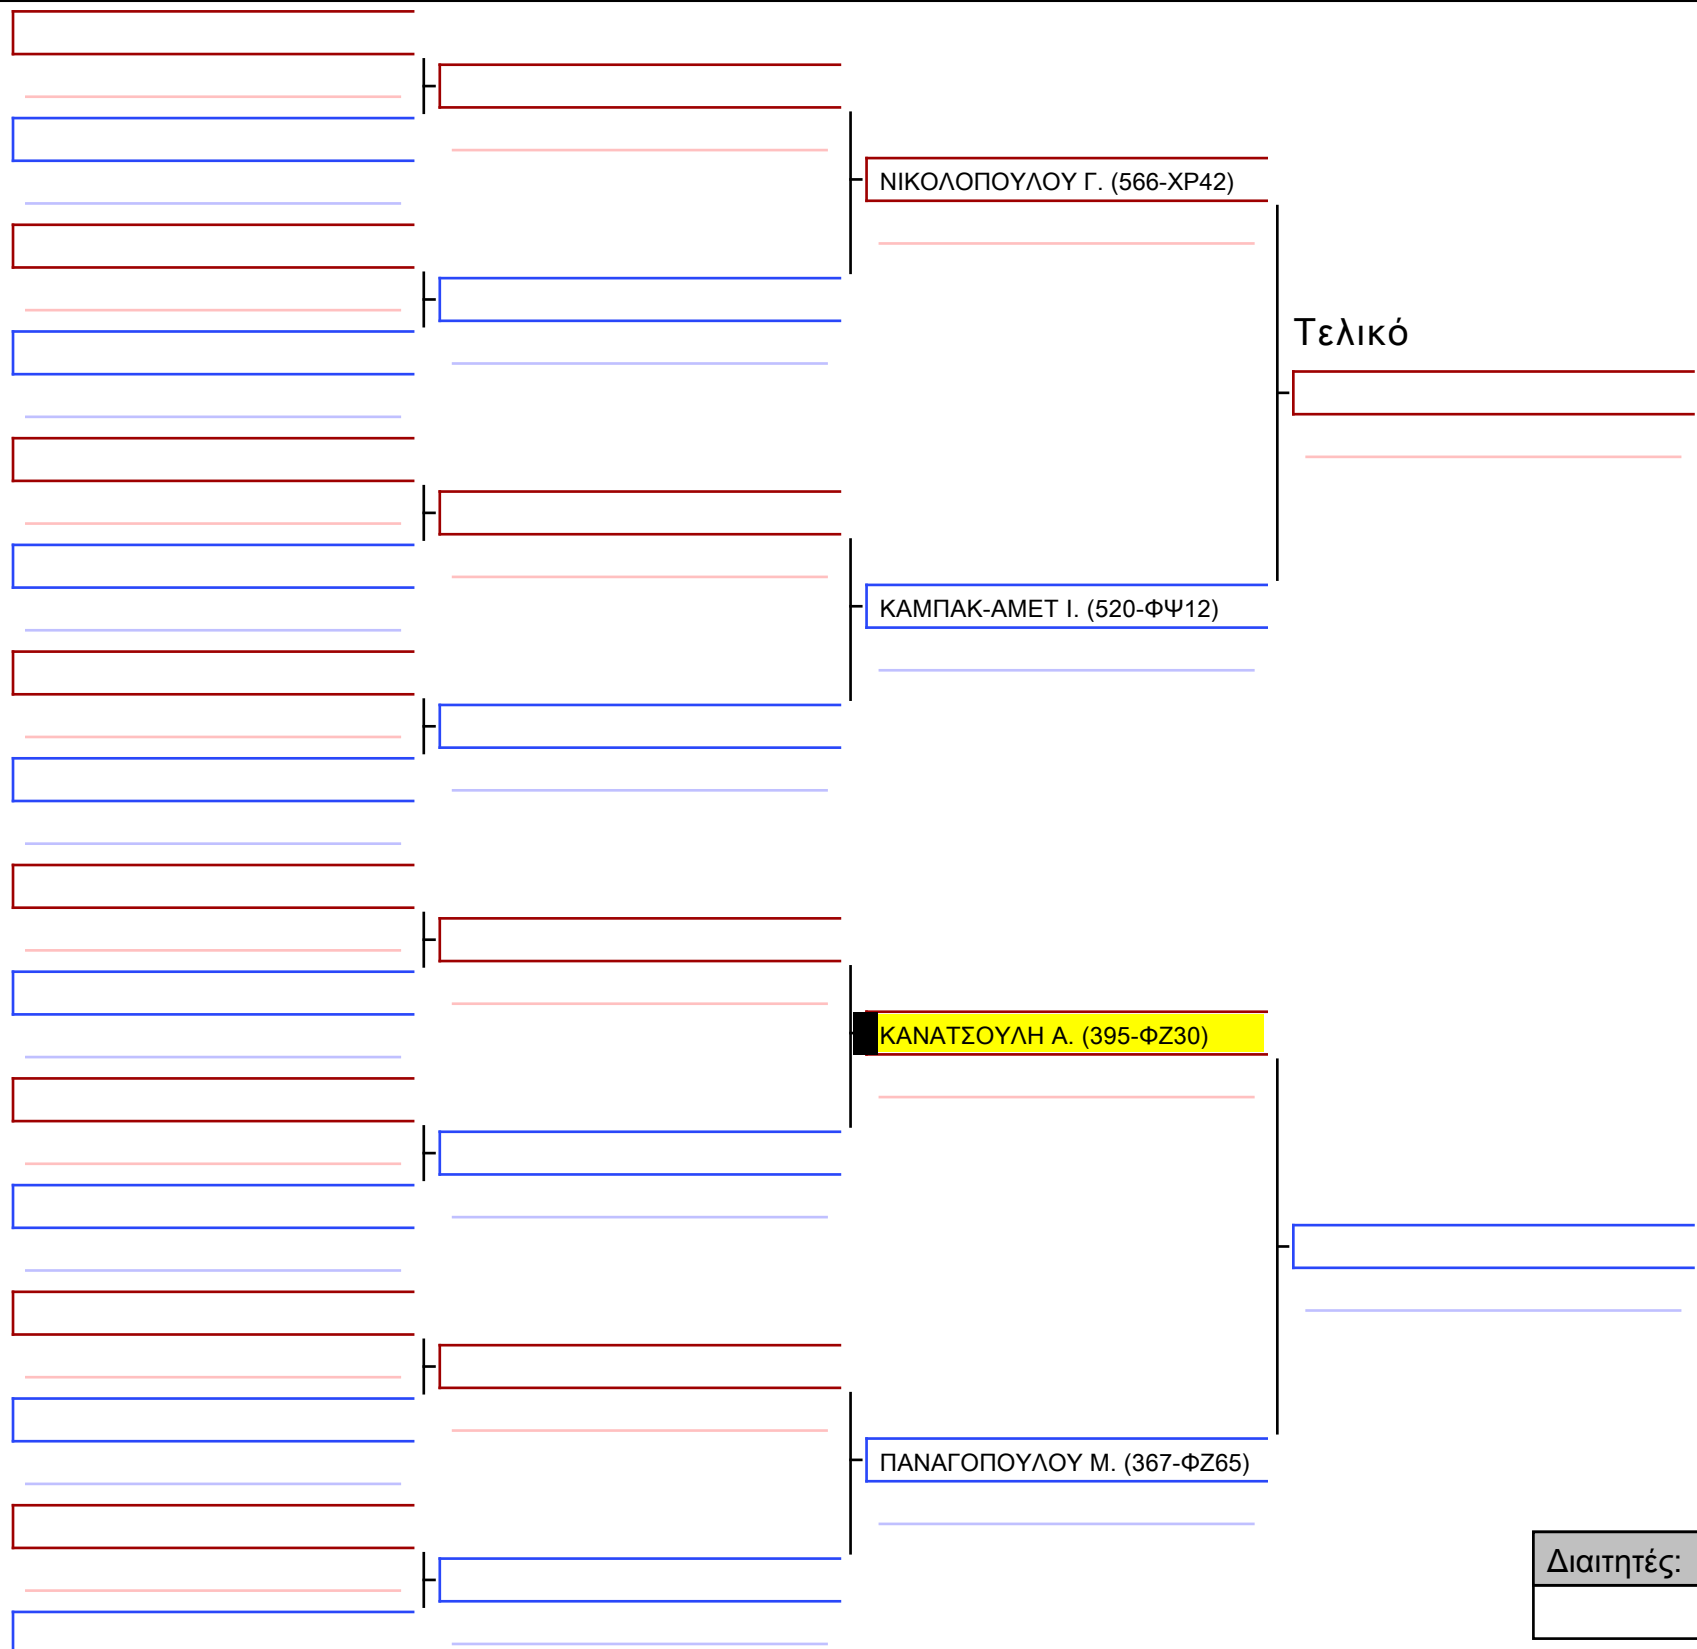 ΝΙΚΟΛΟΠΟΥΛΟΥ Γ. (566-ΧΡ42)
Τελικό
ΚΑΜΠΑΚ-ΑΜΕΤ Ι. (520-ΦΨ12)
ΚΑΝΑΤΣΟΥΛΗ Α. (395-ΦΖ30)
ΠΑΝΑΓΟΠΟΥΛΟΥ Μ. (367-ΦΖ65)
Διαιτητές: